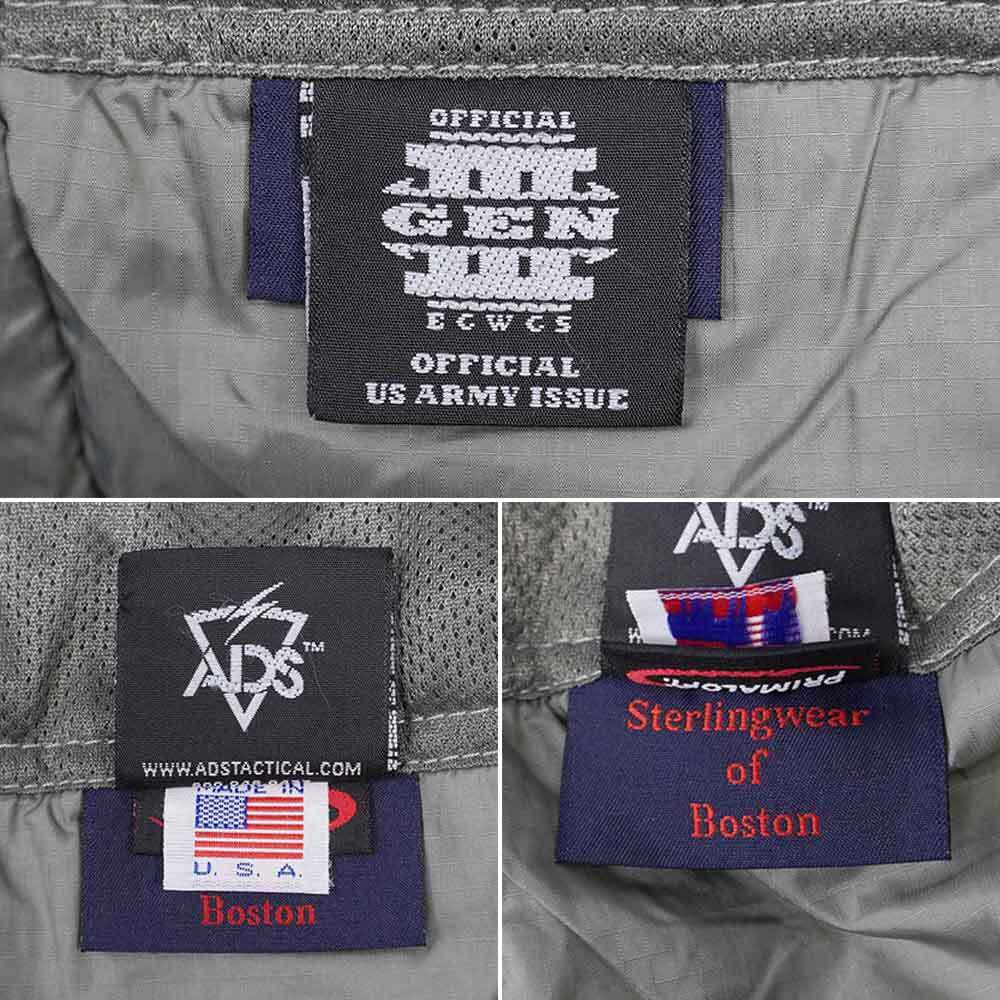 OFFICIAL
III
GEN
III
ECWCS
OFFICIAL
US ARMY ISSUE
ADS™
WWW.ADSTACTICAL.COM
MADE IN
U. S. A.
Boston
ADS™
COM
PRIMALOFT
Sterlingwear
of
Boston